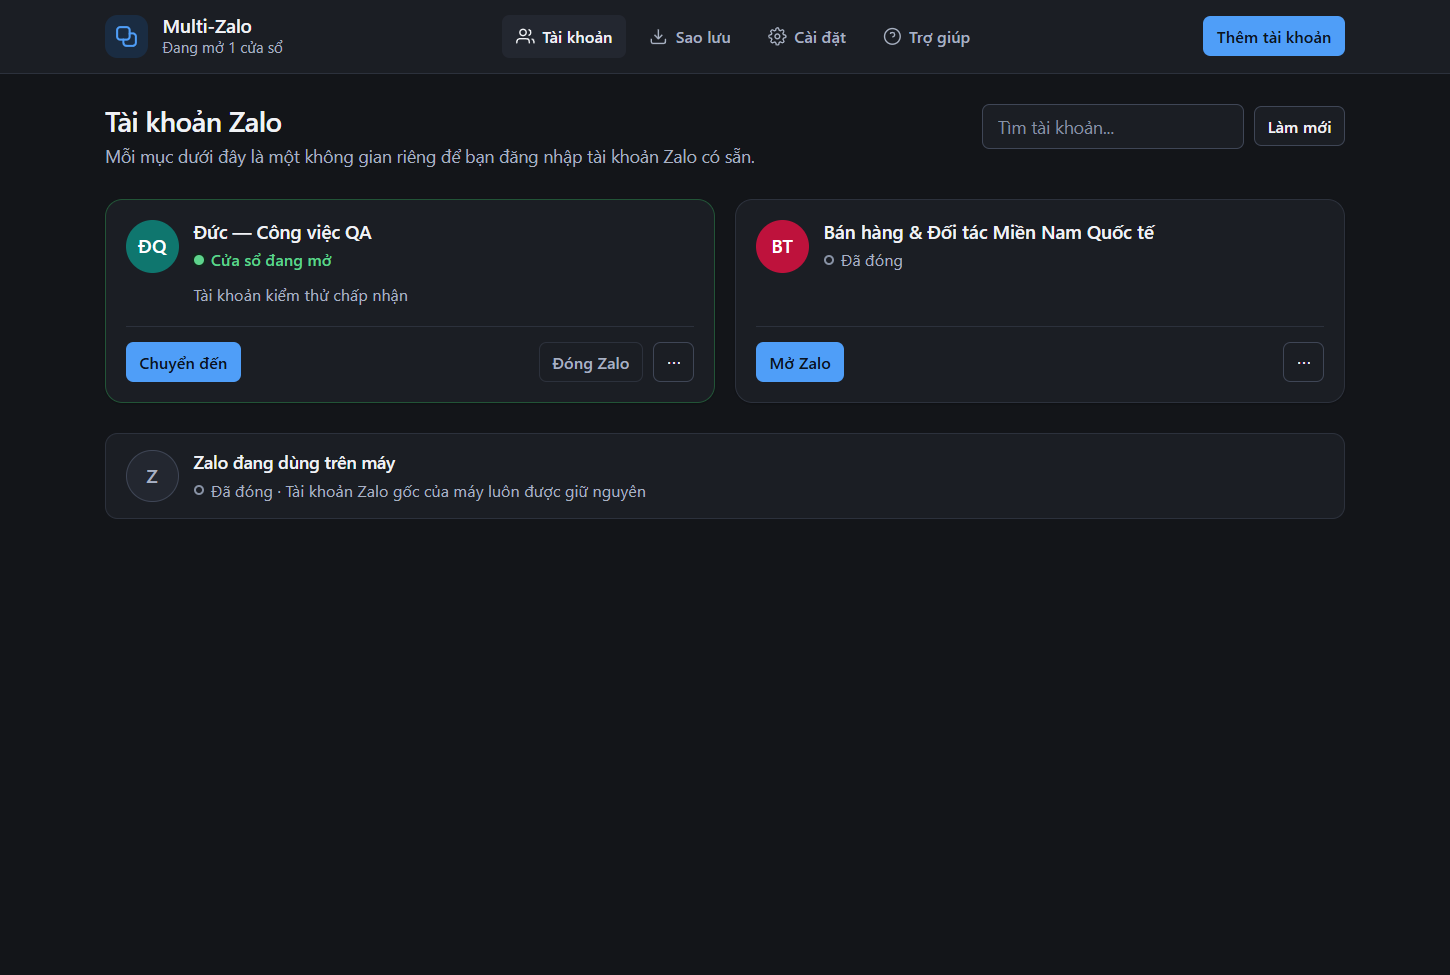 Multi-Zalo
Đang mở 1 cửa sổ
Tài khoản
Sao lưu
Cài đặt
Trợ giúp
Thêm tài khoản
Tài khoản Zalo
Mỗi mục dưới đây là một không gian riêng để bạn đăng nhập tài khoản Zalo có sẵn.
Tìm tài khoản...
Làm mới
ĐQ
Đức — Công việc QA
Cửa sổ đang mở
Tài khoản kiểm thử chấp nhận
Chuyển đến
Đóng Zalo
...
BT
Bán hàng & Đối tác Miền Nam Quốc tế
Đã đóng
Mở Zalo
...
Z
Zalo đang dùng trên máy
Đã đóng · Tài khoản Zalo gốc của máy luôn được giữ nguyên